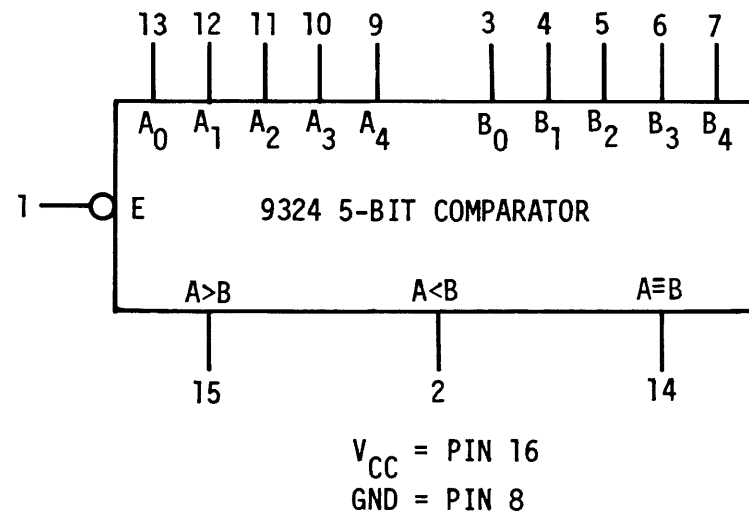 13 12 11 10 9 3 4 5 6 7
A0 A1 A2 A3 A4 B0 B1 B2 B3 B4
1 E 9324 5-BIT COMPARATOR
A>B A<B A≡B
15 2 14
VCC = PIN 16
GND = PIN 8